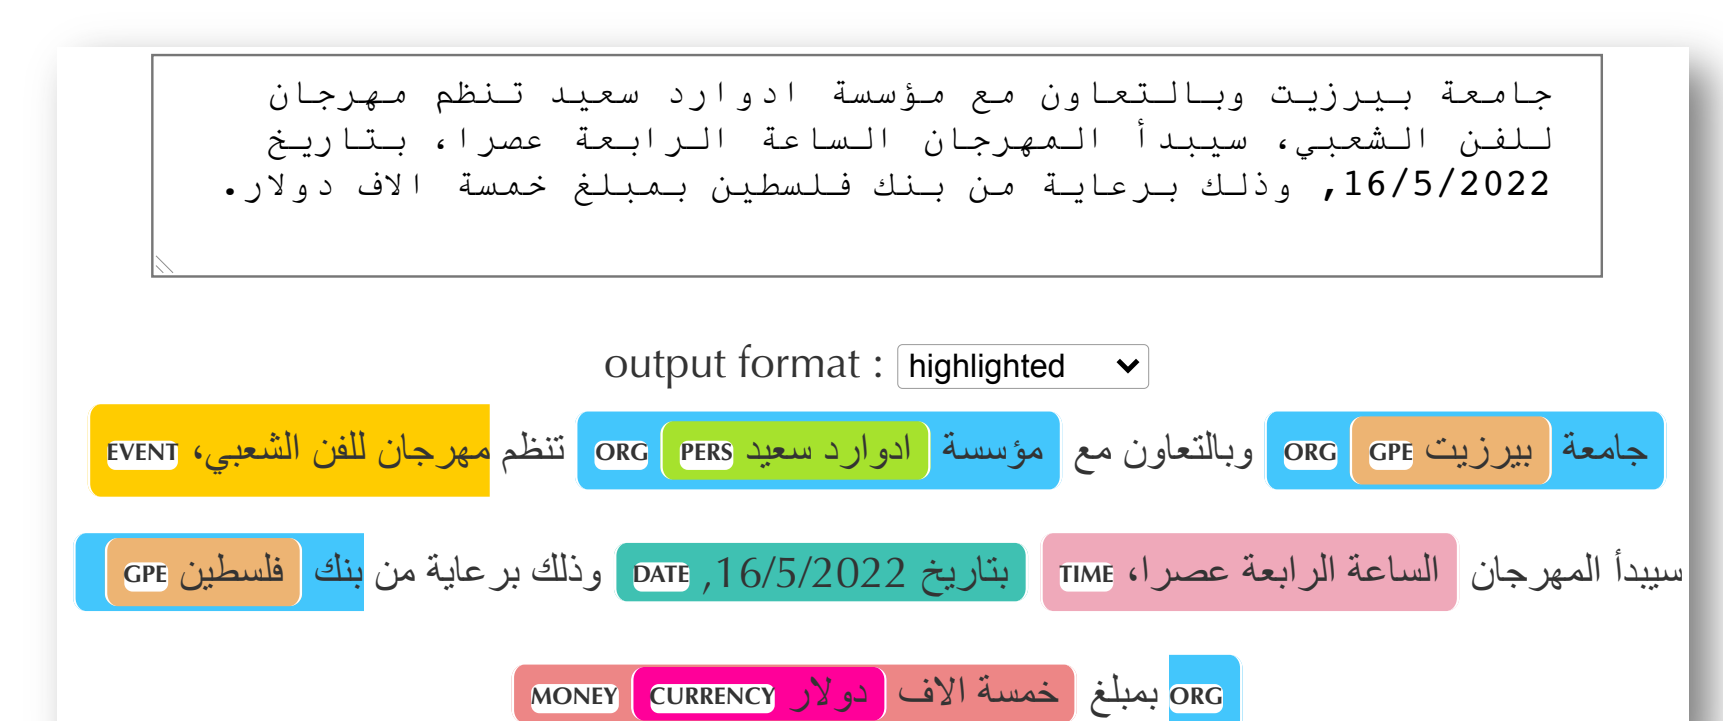 جامعة بيرزيت وبالتعاون مع مؤسسة ادوارد سعيد تنظم مهرجان
للفن الشعبي، سيبدأ المهرجان الساعة الرابعة عصرا، بتاريخ
16/5/2022, وذلك برعاية من بنك فلسطين بمبلغ خمسة الاف دولار.
output format : highlighted
جامعة بيرزيت GPE ORG وبالتعاون مع مؤسسة ادوارد سعيد PERS ORG تنظم مهرجان للفن الشعبي، EVENT
سيبدأ المهرجان الساعة الرابعة عصرا، TIME بتاريخ 16/5/2022, DATE وذلك برعاية من بنك فلسطين GPE
ORG بمبلغ خمسة الاف دولار CURRENCY MONEY